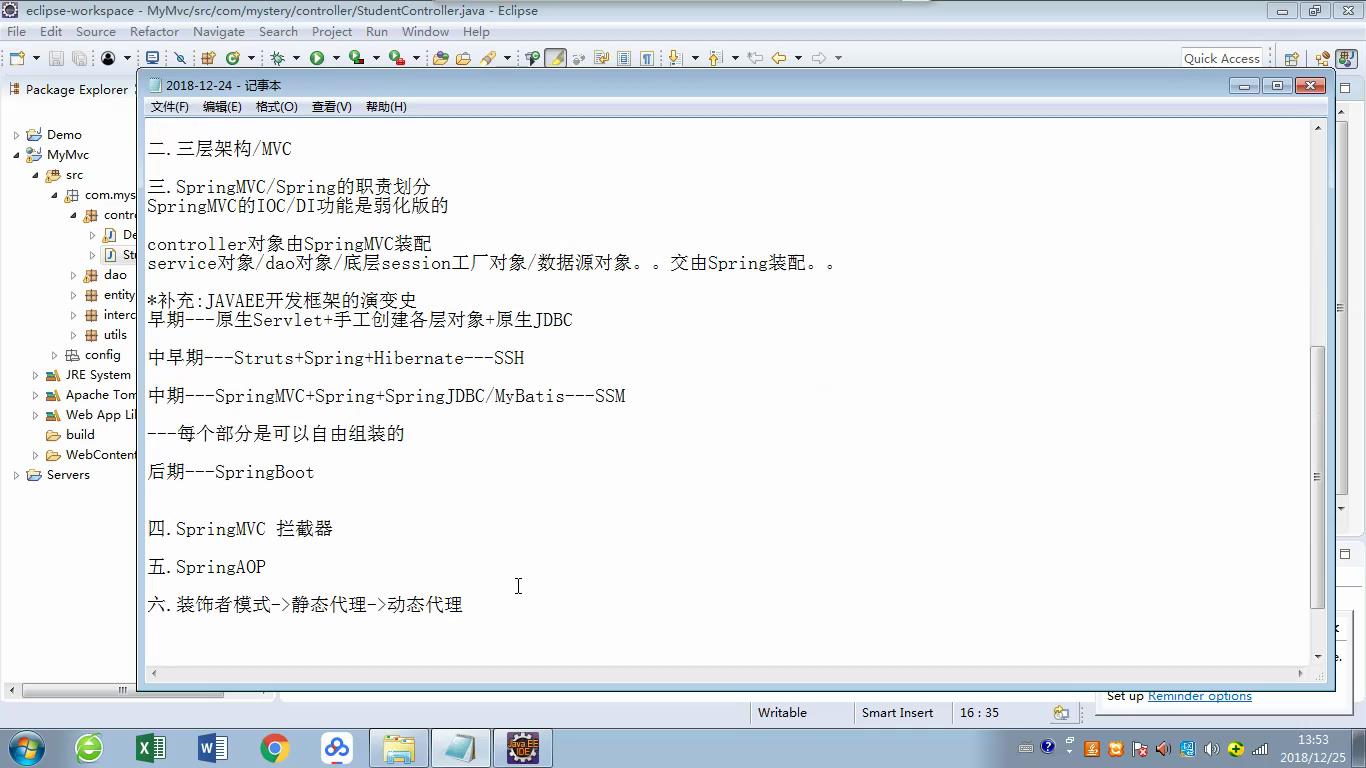 eclipse-workspace - MyMvc/src/com/mystery/controller/StudentController.java - Eclipse
File Edit Source Refactor Navigate Search Project Run Window Help
Quick Access
Package Explorer
Demo
MyMvc
src
com.mys
contro
De
Stu
dao
entity
interc
utils
config
JRE System
Apache Tom
Web App Lil
build
WebContent
Servers
2018-12-24 - 记事本
文件(F) 编辑(E) 格式(O) 查看(V) 帮助(H)
二.三层架构/MVC
三.SpringMVC/Spring的职责划分
SpringMVC的IOC/DI功能是弱化版的
controller对象由SpringMVC装配
service对象/dao对象/底层session工厂对象/数据源对象。。交由Spring装配。。
*补充:JAVAEE开发框架的演变史
早期---原生Servlet+手工创建各层对象+原生JDBC
中早期---Struts+Spring+Hibernate---SSH
中期---SpringMVC+Spring+SpringJDBC/MyBatis---SSM
---每个部分是可以自由组装的
后期---SpringBoot
四.SpringMVC 拦截器
五.SpringAOP
六.装饰者模式->静态代理->动态代理
Set up Reminder options
Writable Smart Insert 16 : 35
Java EE
IDE
13:53
2018/12/25